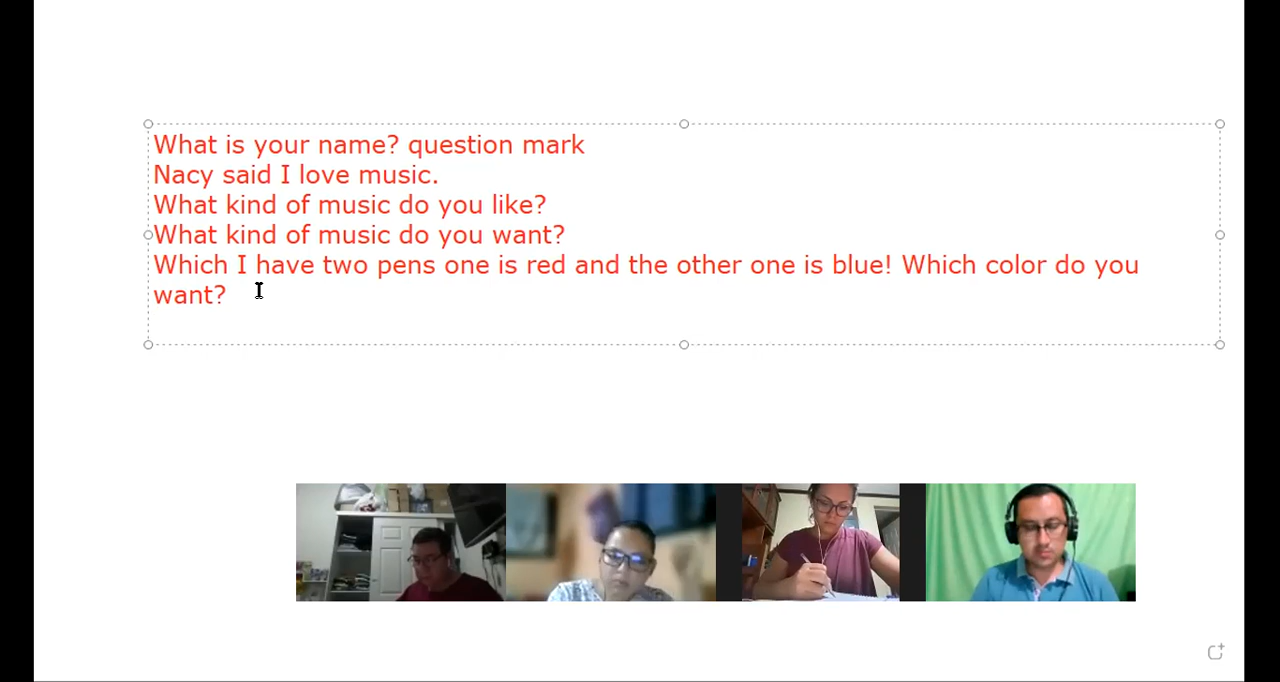 What is your name? question mark
Nacy said I love music.
What kind of music do you like?
What kind of music do you want?
Which I have two pens one is red and the other one is blue! Which color do you
want?